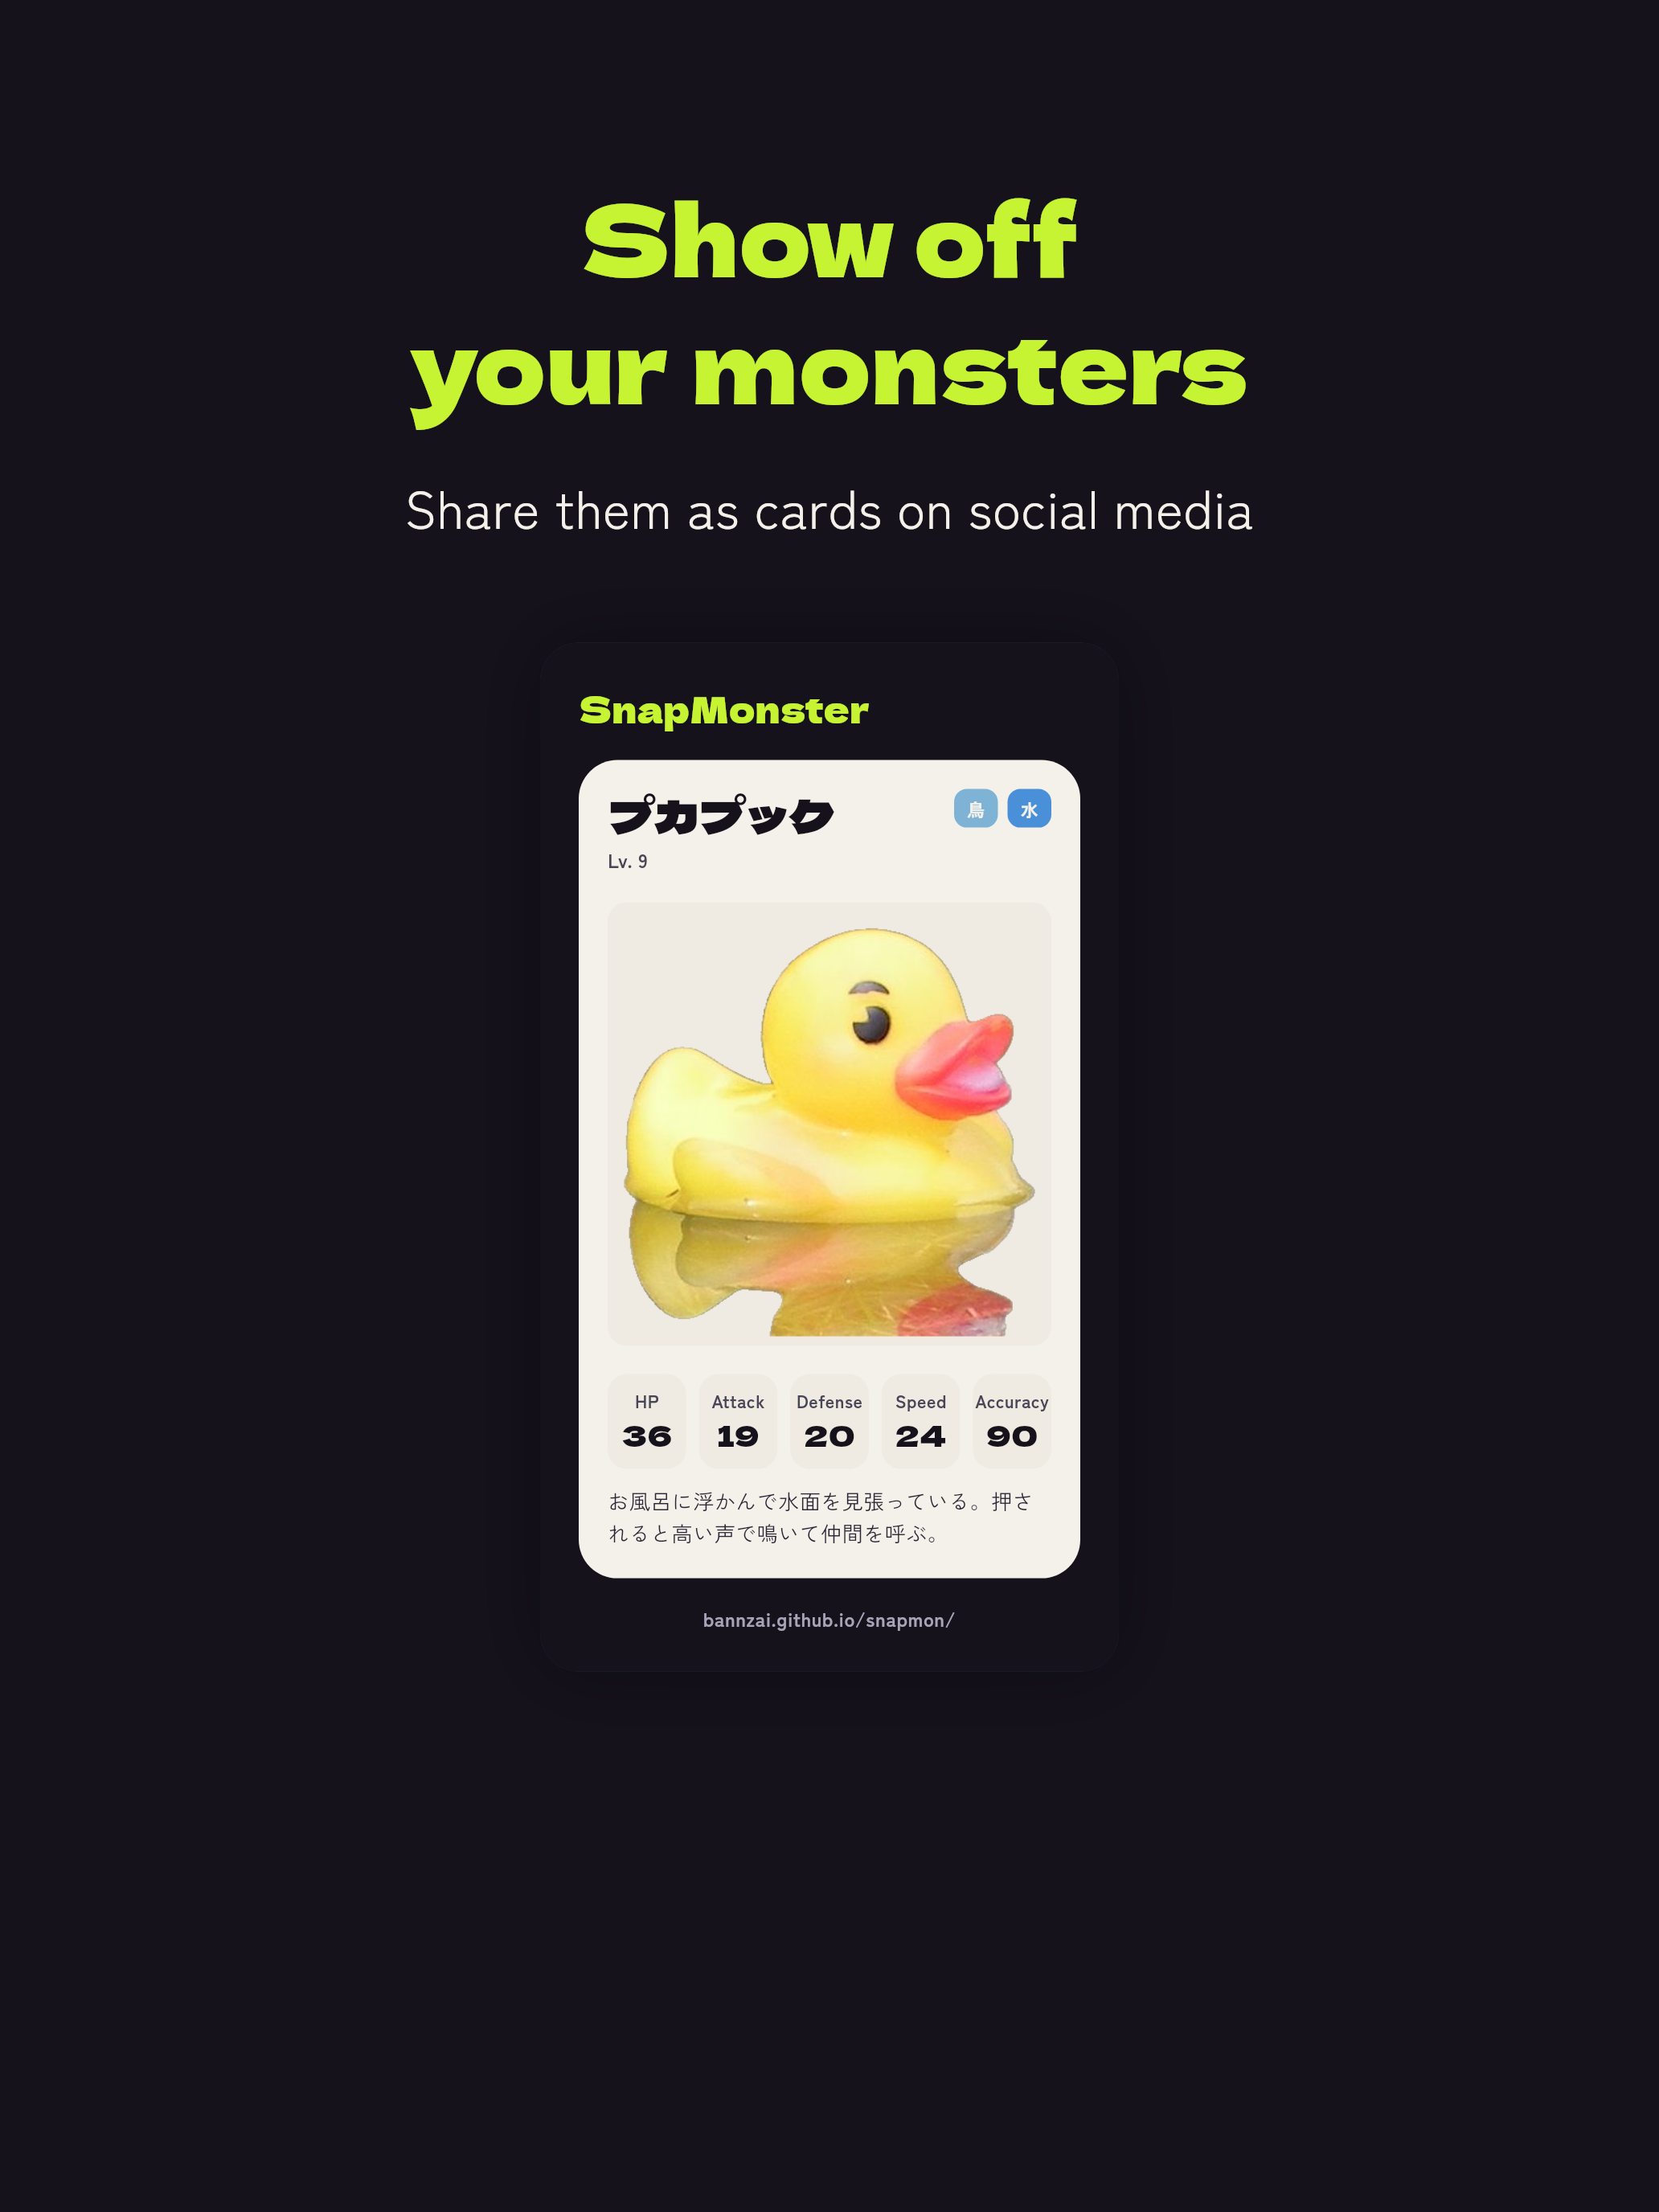 Show off
your monsters
Share them as cards on social media
SnapMonster
プカプック
鳥 水
Lv. 9
HP Attack Defense Speed Accuracy
36 19 20 24 90
お風呂に浮かんで水面を見張っている。押さ
れると高い声で鳴いて仲間を呼ぶ。
bannzai.github.io/snapmon/